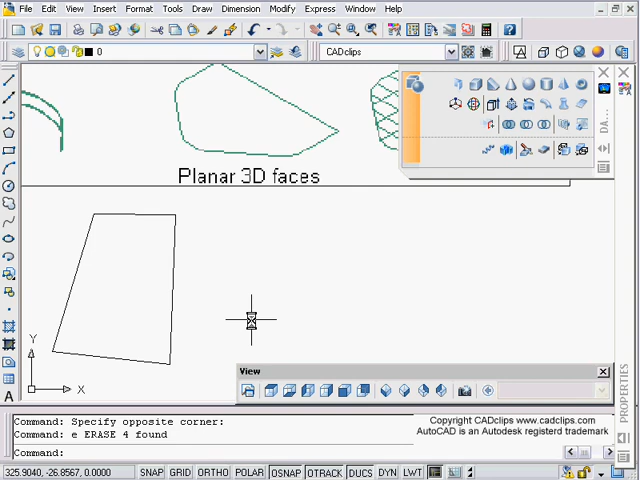 File Edit View Insert Format Tools Draw Dimension Modify Express Window Help
0
CADclips
DA...
Planar 3D faces
Y
X
View
PROPERTIES
A
Command: Specify opposite corner:
Command: e ERASE 4 found
Command:
Copyright CADclips www.cadclips.com
AutoCAD is an Autodesk registerd trademark
325.9040, -26.8567, 0.0000 SNAP GRID ORTHO POLAR OSNAP OTRACK DUCS DYN LWT